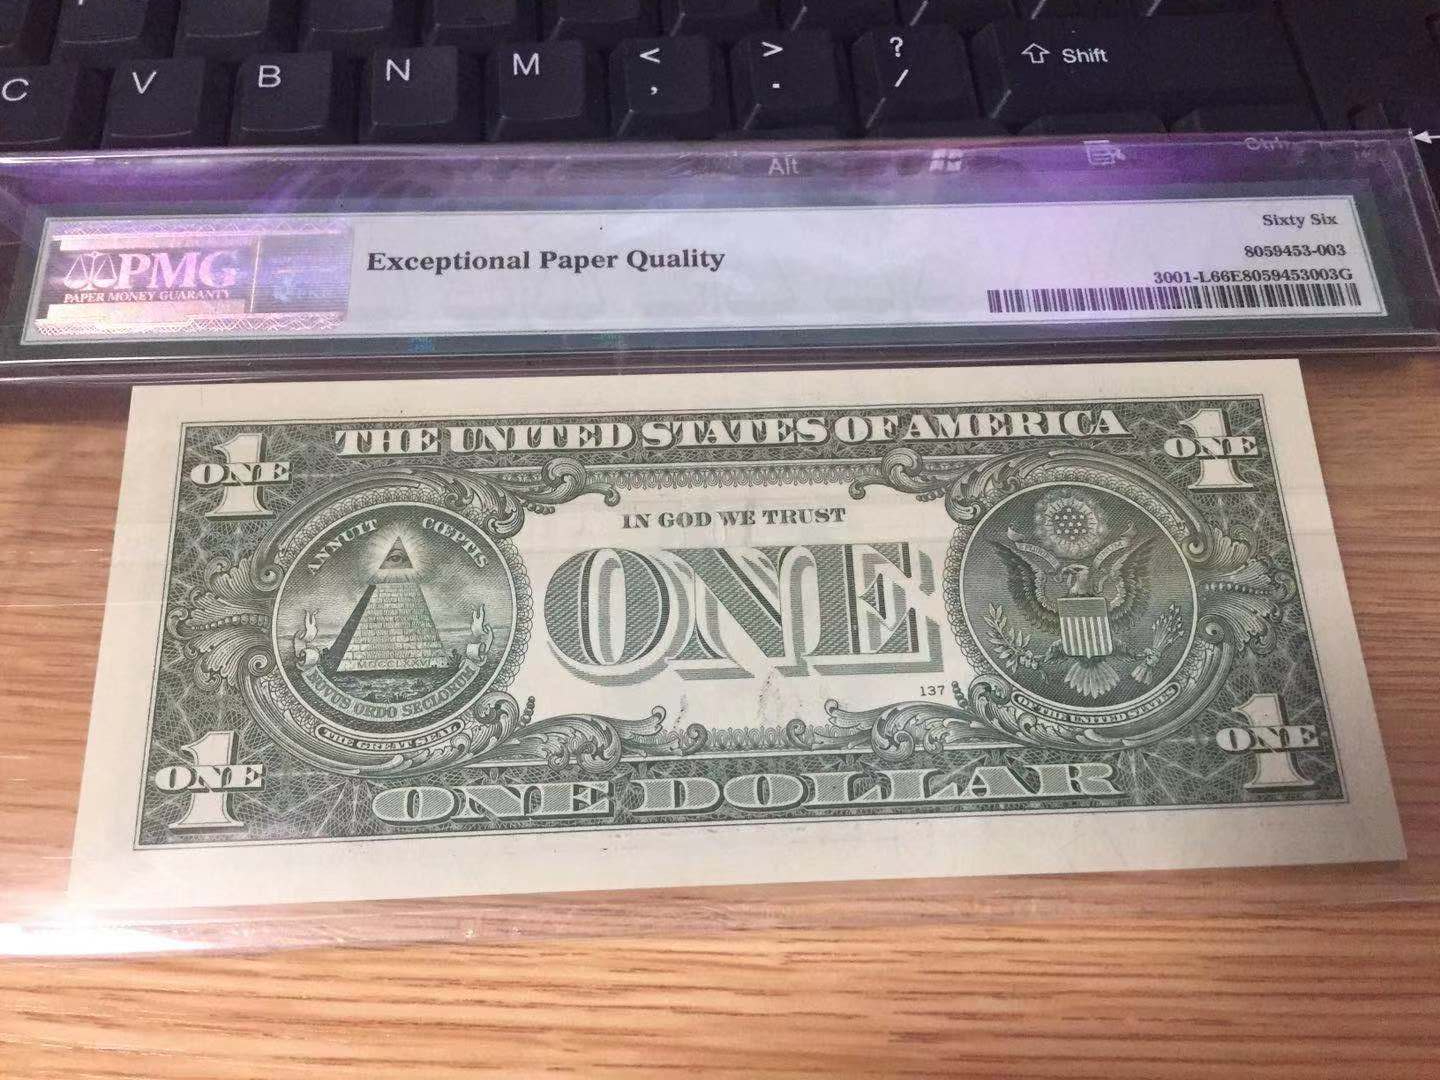 C V B N M < , > . ? / Shift
Alt Ctrl
PMG
PAPER MONEY GUARANTY
Exceptional Paper Quality
Sixty Six
8059453-003
3001-L66E8059453003G
THE UNITED STATES OF AMERICA
1 ONE
1 ONE
ANNUIT CŒPTIS
IN GOD WE TRUST
ONE
MDCCLXXVI
NOVUS ORDO SECLORUM
THE GREAT SEAL
137
OF THE UNITED STATES
1 ONE
1 ONE
ONE DOLLAR